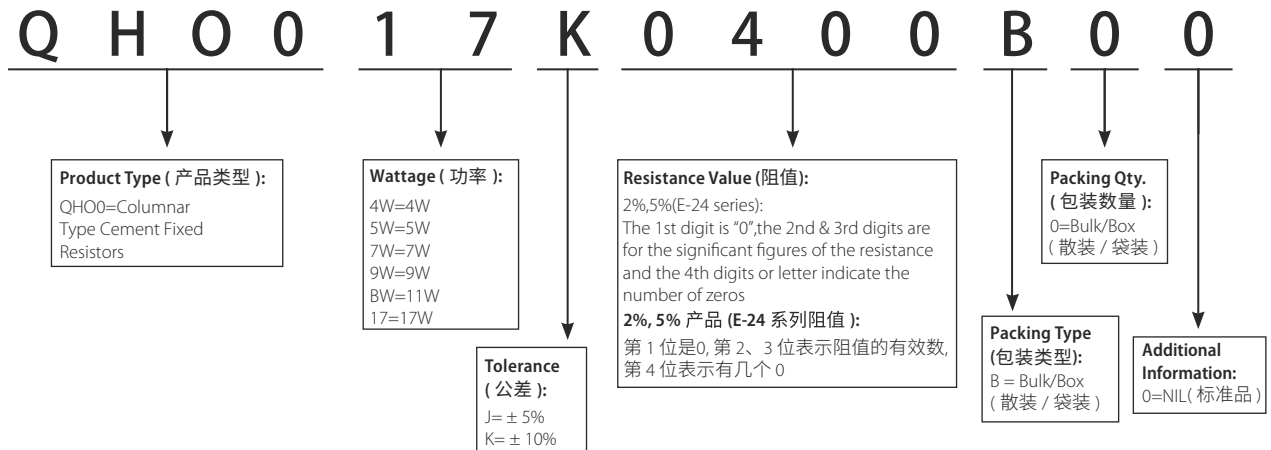 Q H O 0 1 7 K 0 4 0 0 B 0 0
Product Type ( 产品类型 ):
QHO0=Columnar
Type Cement Fixed
Resistors
Wattage ( 功率 ):
4W=4W
5W=5W
7W=7W
9W=9W
BW=11W
17=17W
Tolerance
( 公差 ):
J= ± 5%
K= ± 10%
Resistance Value (阻值):
2%,5%(E-24 series):
The 1st digit is “0”,the 2nd & 3rd digits are
for the significant figures of the resistance
and the 4th digits or letter indicate the
number of zeros
2%, 5% 产品 (E-24 系列阻值 ):
第 1 位是0, 第 2、3 位表示阻值的有效数,
第 4 位表示有几个 0
Packing Type
(包装类型):
B = Bulk/Box
( 散装 / 袋装 )
Packing Qty.
( 包装数量 ):
0=Bulk/Box
( 散装 / 袋装 )
Additional
Information:
0=NIL( 标准品 )